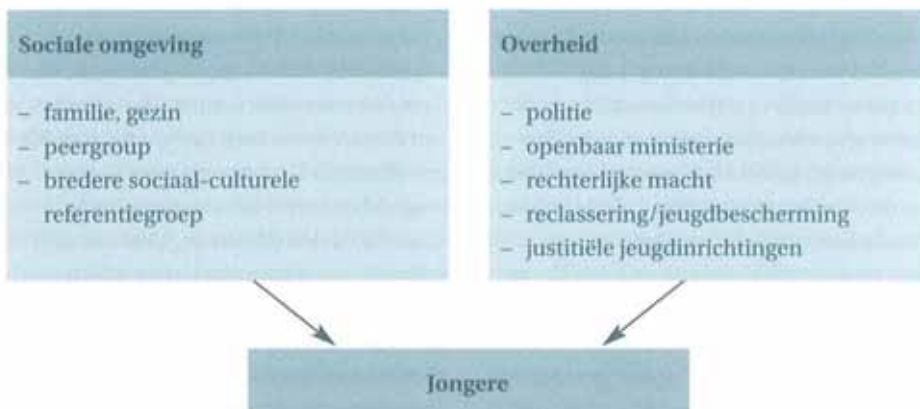 Sociale omgeving
– familie, gezin
– peergroup
– bredere sociaal-culturele
referentiegroep
Overheid
– politie
– openbaar ministerie
– rechterlijke macht
– reclassering/jeugdbescherming
– justitiële jeugdinrichtingen
Jongere